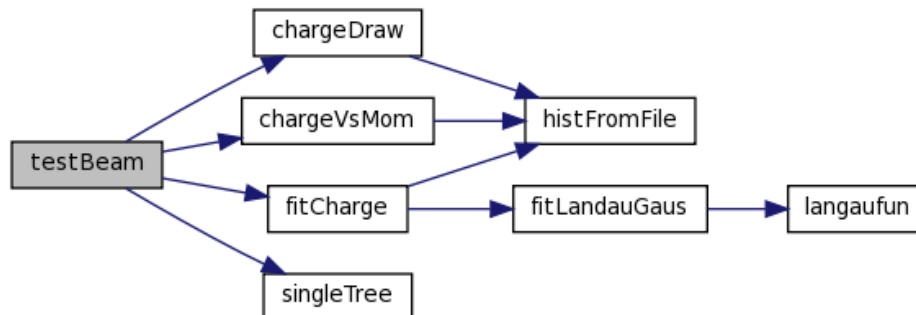 chargeDraw
chargeVsMom
histFromFile
testBeam
fitCharge
fitLandauGaus
langaufun
singleTree